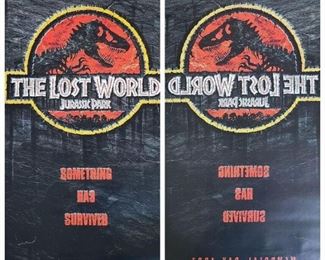 THE LOST WORLD
JURASSIC PARK
SOMETHING
HAS
SURVIVED
THE LOST WORLD
JURASSIC PARK
SOMETHING
HAS
SURVIVED